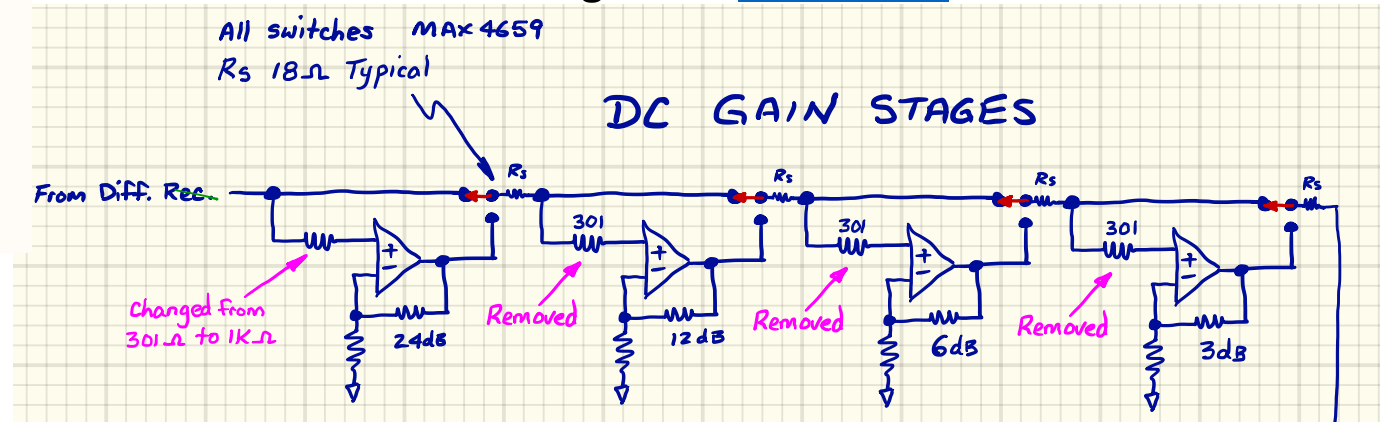 All switches MAX4659
Rs 18Ω Typical
DC GAIN STAGES
From Diff. Rec.
Rs
Rs
Rs
Rs
301
301
301
+
-
+
-
+
-
+
-
Changed from
301Ω to 1KΩ
Removed
Removed
Removed
24dB
12dB
6dB
3dB